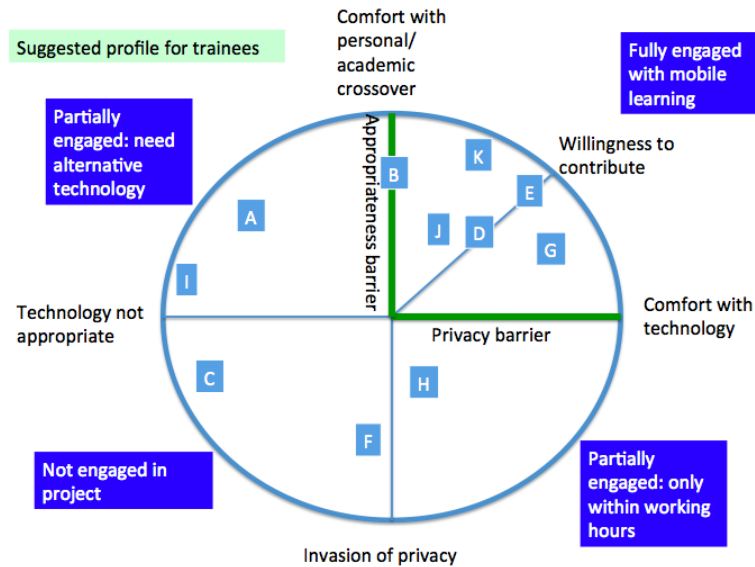 Suggested profile for trainees
Comfort with
personal/
academic
crossover
Fully engaged
with mobile
learning
Partially
engaged: need
alternative
technology
Appropriateness barrier
Willingness to
contribute
K
B
E
A
J
D
G
I
Technology not
appropriate
Comfort with
technology
Privacy barrier
C
H
F
Not engaged in
project
Partially
engaged: only
within working
hours
Invasion of privacy